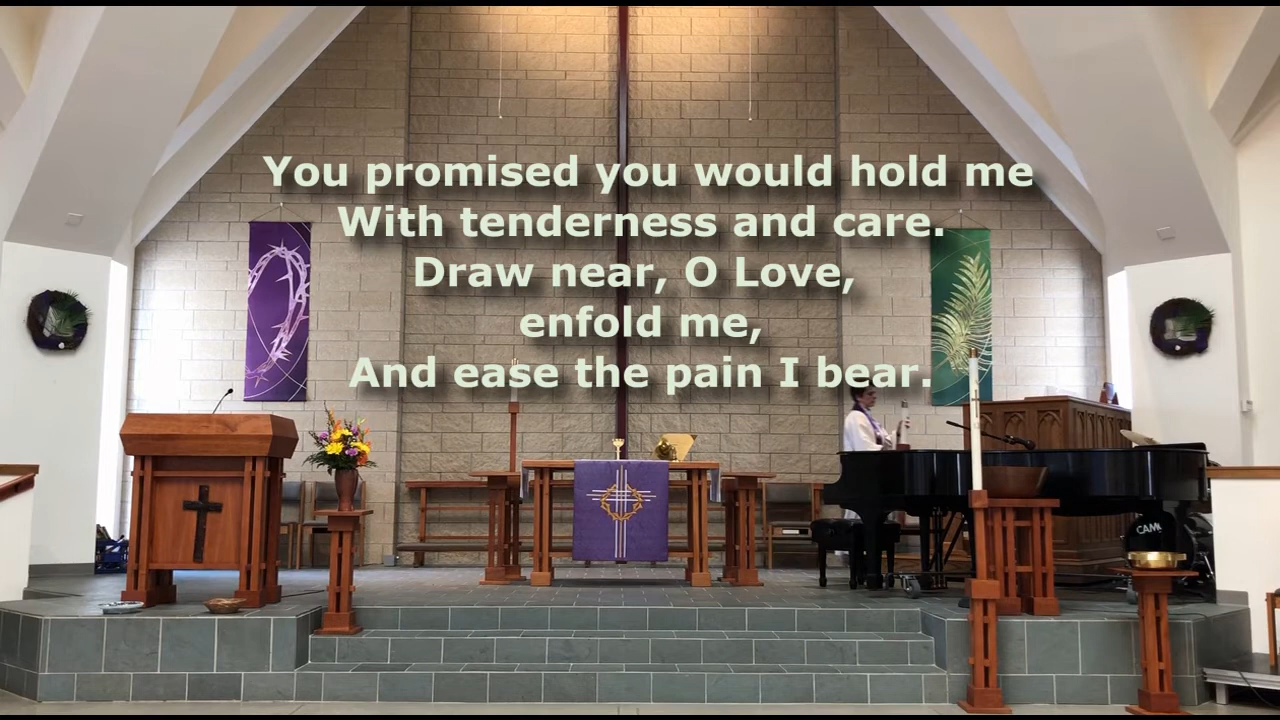 You promised you would hold me
With tenderness and care.
Draw near, O Love,
enfold me,
And ease the pain I bear.
CAM